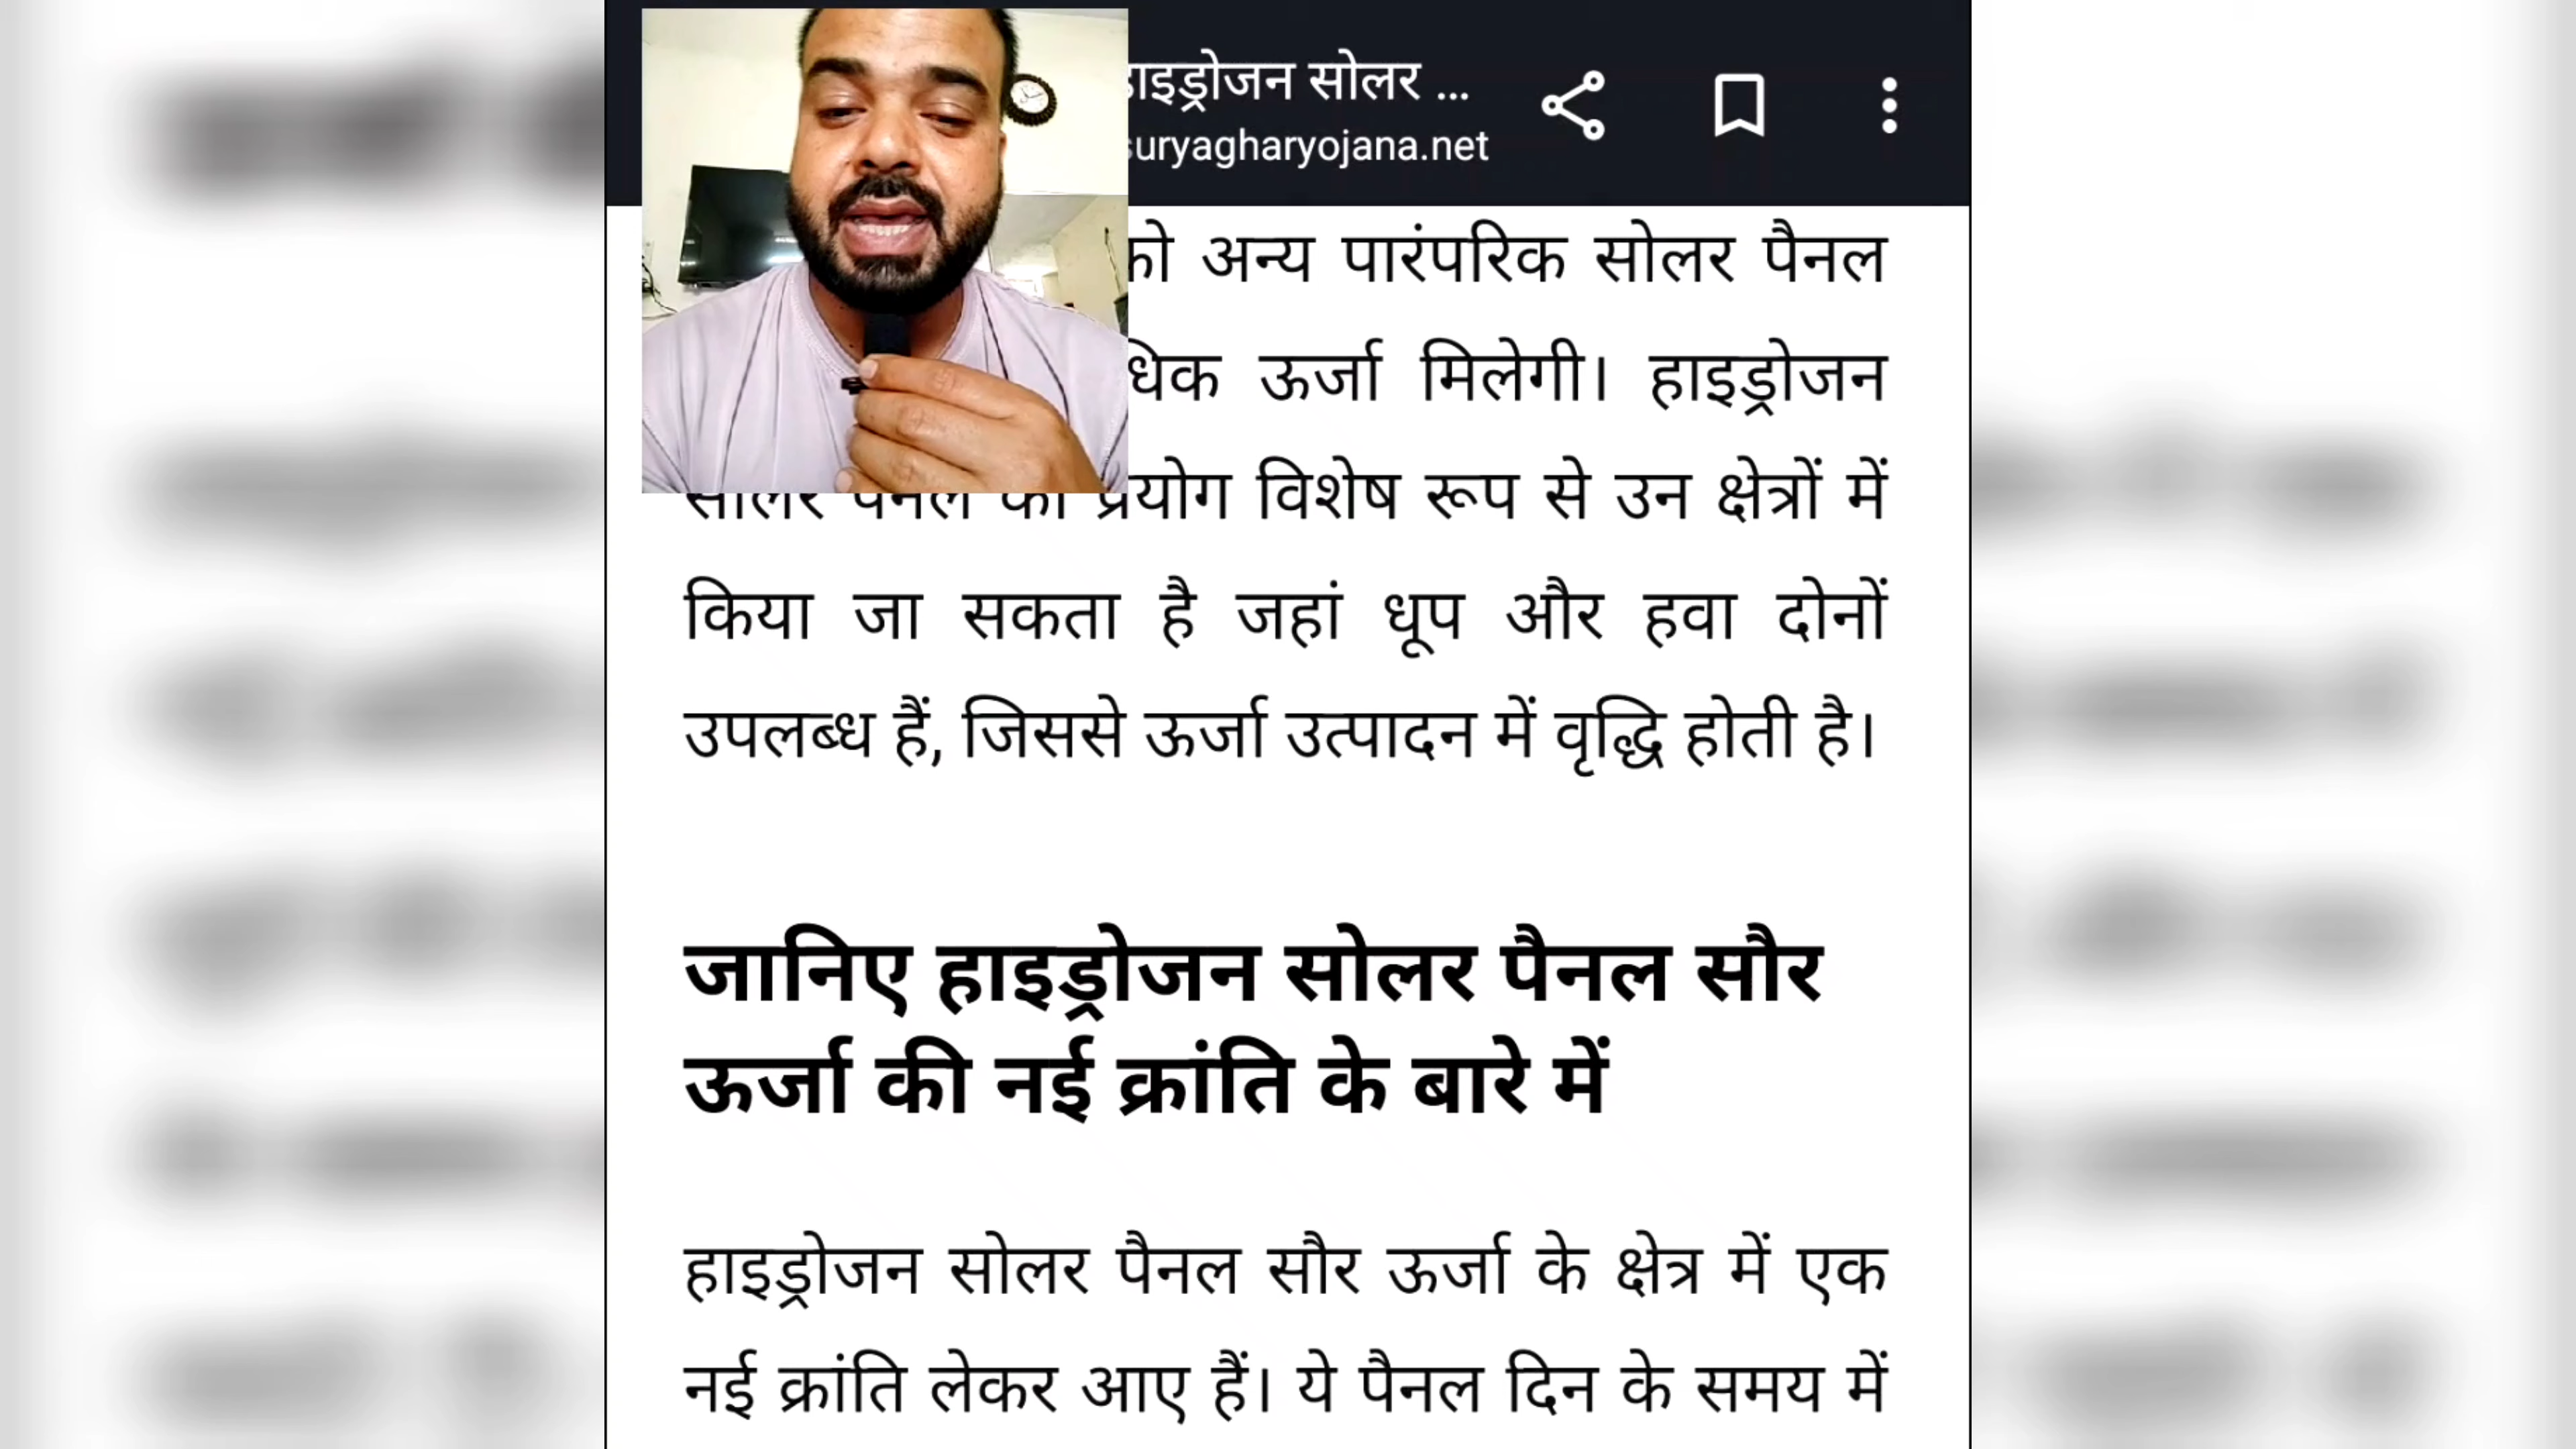 हाइड्रोजन सोलर ...
suryagharyojana.net
को अन्य पारंपरिक सोलर पैनल
ऊर्जा मिलेगी। हाइड्रोजन
सोलर पैनल का प्रयोग विशेष रूप से उन क्षेत्रों में
किया जा सकता है जहां धूप और हवा दोनों
उपलब्ध हैं, जिससे ऊर्जा उत्पादन में वृद्धि होती है।
जानिए हाइड्रोजन सोलर पैनल सौर
ऊर्जा की नई क्रांति के बारे में
हाइड्रोजन सोलर पैनल सौर ऊर्जा के क्षेत्र में एक
नई क्रांति लेकर आए हैं। ये पैनल दिन के समय में